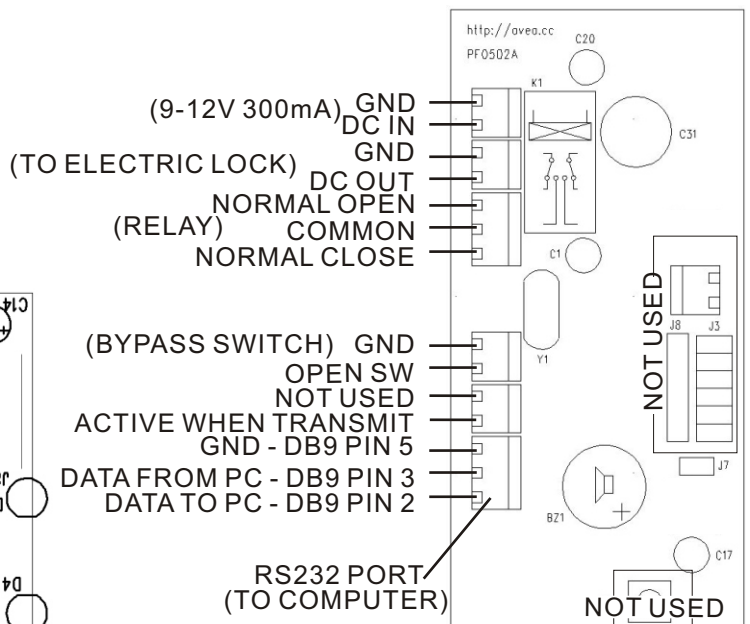 http://avea.cc
PF0502A
C20
K1
C31
(9-12V 300mA) GND
DC IN
(TO ELECTRIC LOCK) GND
DC OUT
(RELAY) NORMAL OPEN
COMMON
NORMAL CLOSE
C1
C14
NOT USED
J8 J3
(BYPASS SWITCH) GND
OPEN SW
Y1
NOT USED
ACTIVE WHEN TRANSMIT
GND - DB9 PIN 5
DATA FROM PC - DB9 PIN 3
DATA TO PC - DB9 PIN 2
J7
BZ1
C17
RS232 PORT
(TO COMPUTER)
D4
NOT USED